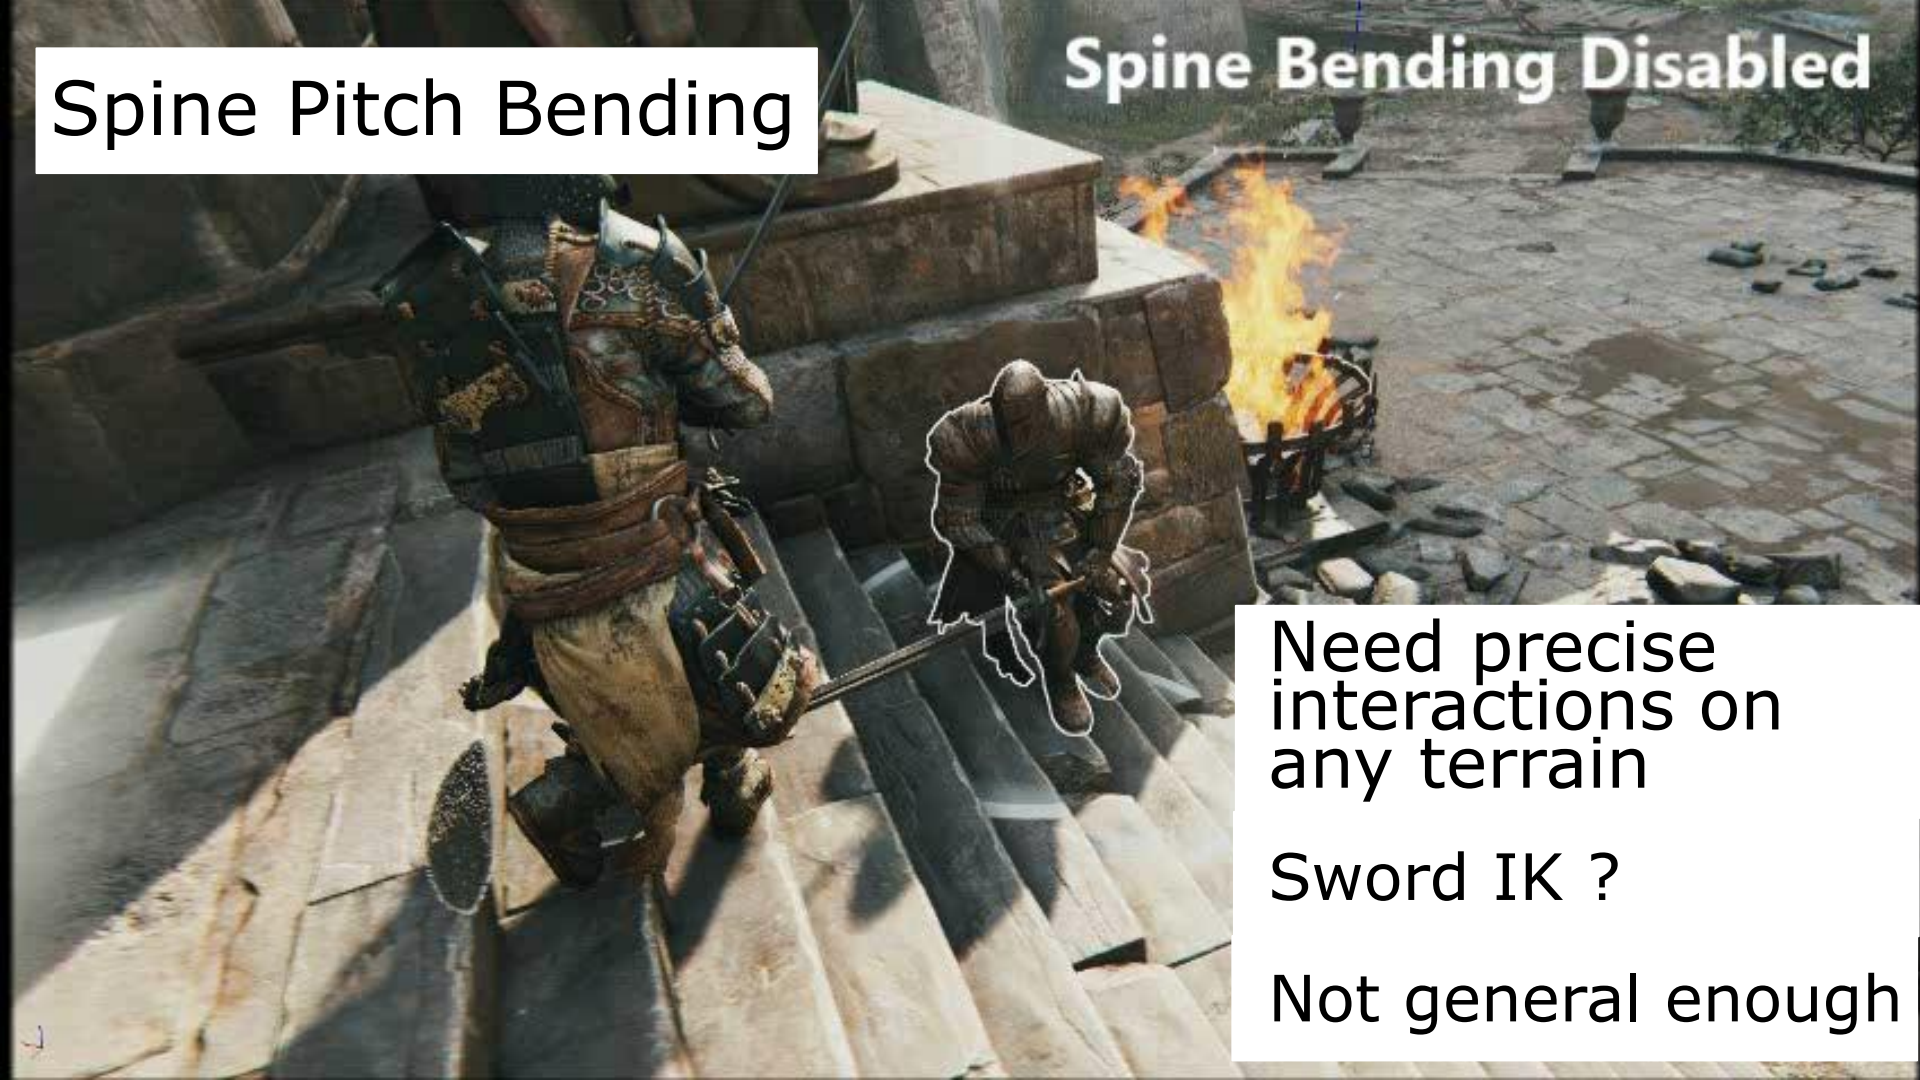 Spine Pitch Bending
Spine Bending Disabled
Need precise
interactions on
any terrain
Sword IK ?
Not general enough